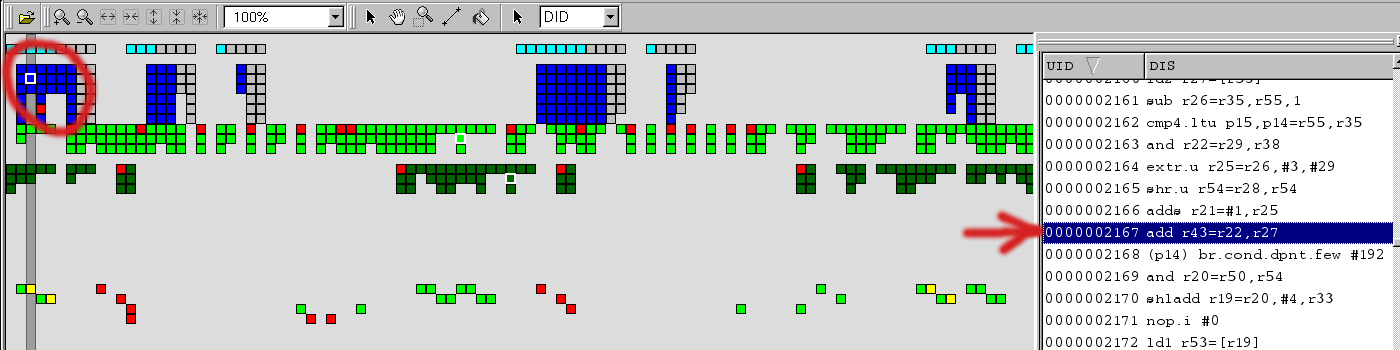 100%
DID
UID DIS
0000002161 sub r26=r35,r55,1
0000002162 cmp4.ltu p15,p14=r55,r35
0000002163 and r22=r29,r38
0000002164 extr.u r25=r26,#3,#29
0000002165 shr.u r54=r28,r54
0000002166 adds r21=#1,r25
0000002167 add r43=r22,r27
0000002168 (p14) br.cond.dpnt.few #192
0000002169 and r20=r50,r54
0000002170 shladd r19=r20,#4,r33
0000002171 nop.i #0
0000002172 ld1 r53=[r19]